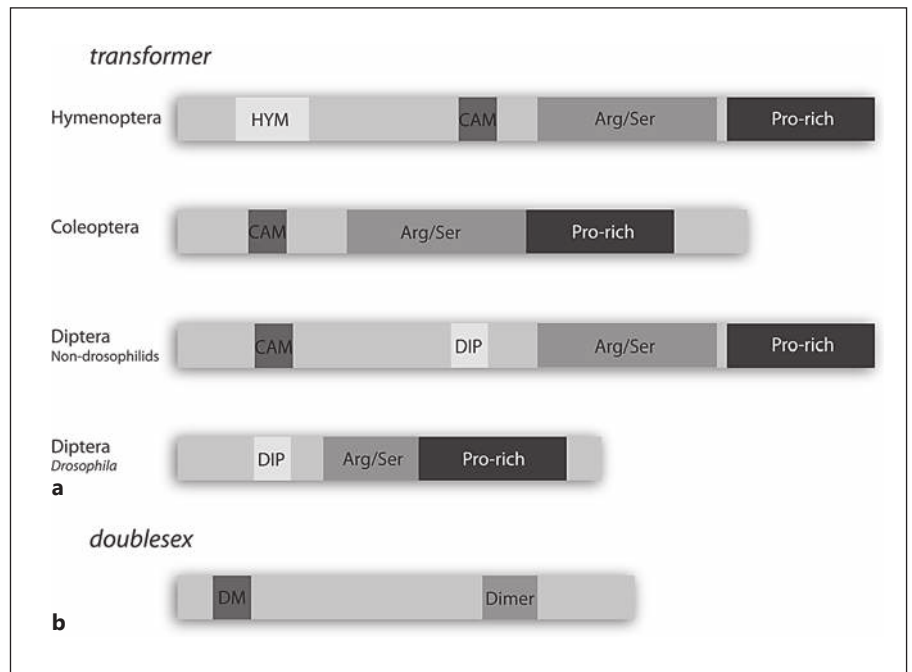 transformer
Hymenoptera HYM CAM Arg/Ser Pro-rich
Coleoptera CAM Arg/Ser Pro-rich
Diptera
Non-drosophilids CAM DIP Arg/Ser Pro-rich
Diptera
Drosophila DIP Arg/Ser Pro-rich
a
doublesex
DM Dimer
b